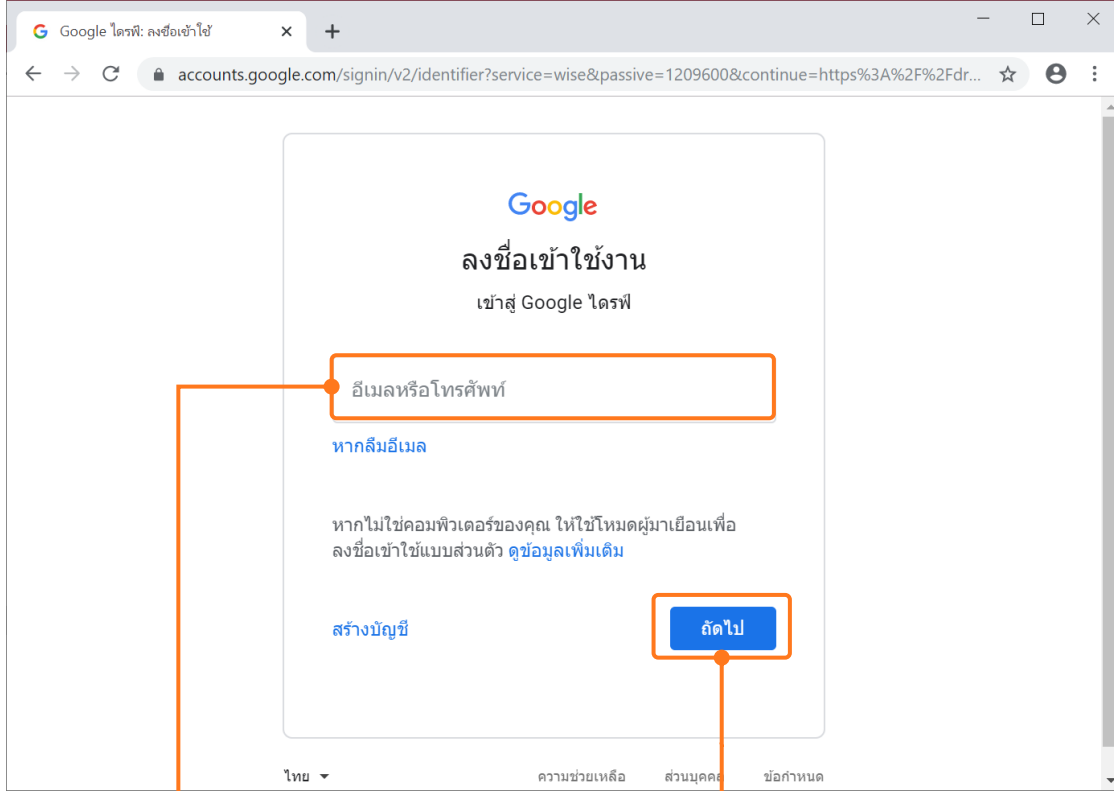 Google ไดรฟ์: ลงชื่อเข้าใช้
accounts.google.com/signin/v2/identifier?service=wise&passive=1209600&continue=https%3A%2F%2Fdr...
Google
ลงชื่อเข้าใช้งาน
เข้าสู่ Google ไดรฟ์
อีเมลหรือโทรศัพท์
หากลืมอีเมล
หากไม่ใช่คอมพิวเตอร์ของคุณ ให้ใช้โหมดผู้มาเยือนเพื่อ
ลงชื่อเข้าใช้แบบส่วนตัว ดูข้อมูลเพิ่มเติม
สร้างบัญชี ถัดไป
ไทย ความช่วยเหลือ ส่วนบุคคล ข้อกำหนด